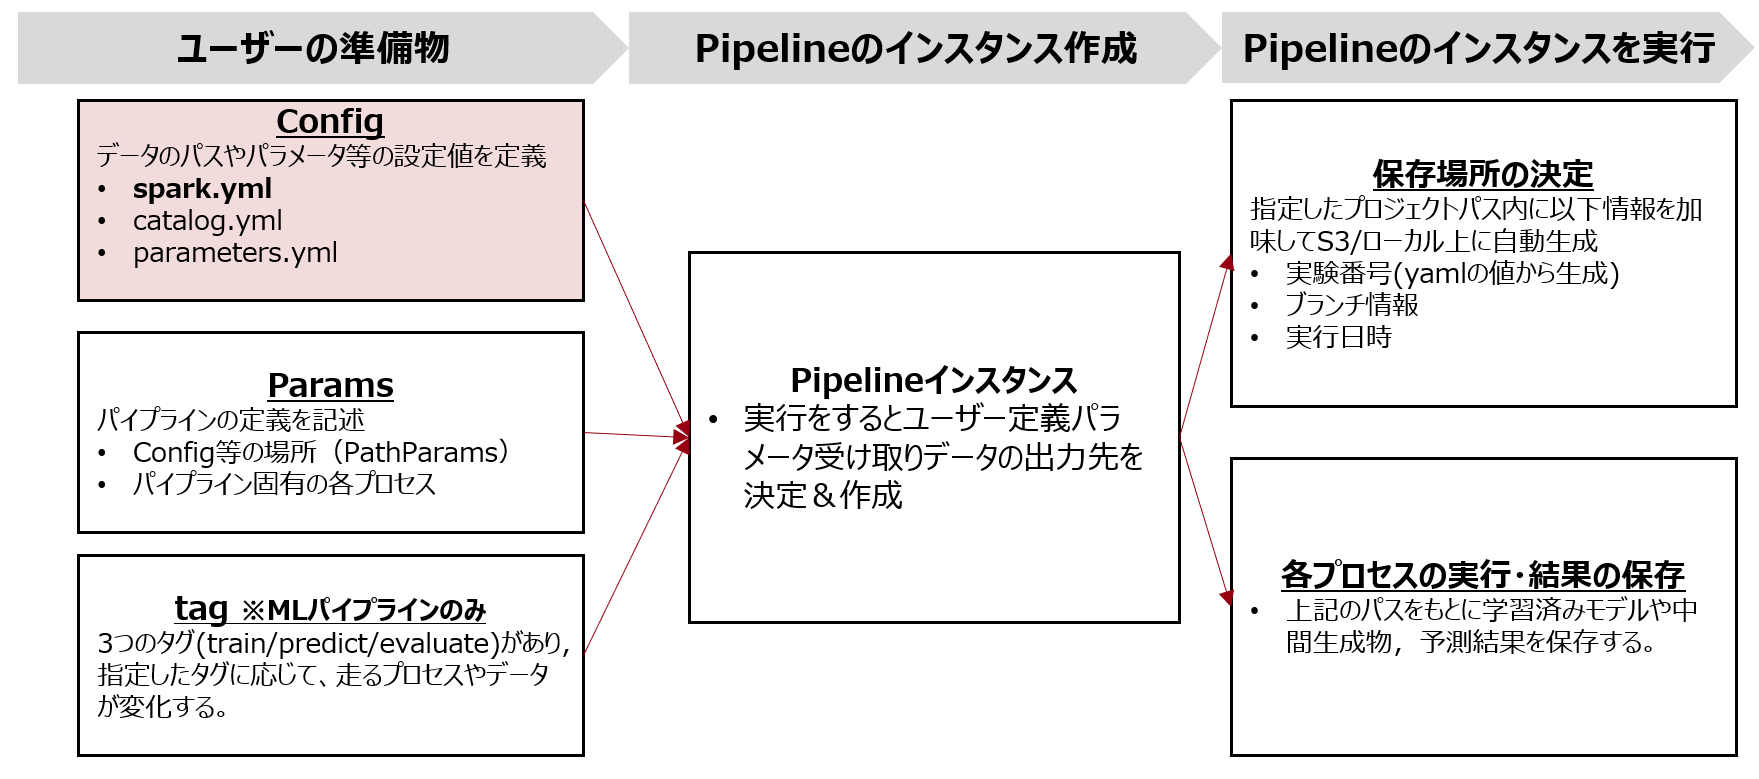 ユーザーの準備物
Pipelineのインスタンス作成
Pipelineのインスタンスを実行
Config
データのパスやパラメータ等の設定値を定義
• spark.yml
• catalog.yml
• parameters.yml
Params
パイプラインの定義を記述
• Config等の場所（PathParams）
• パイプライン固有の各プロセス
tag ※MLパイプラインのみ
3つのタグ(train/predict/evaluate)があり,
指定したタグに応じて、走るプロセスやデータ
が変化する。
Pipelineインスタンス
• 実行をするとユーザー定義パラ
メータ受け取りデータの出力先を
決定＆作成
保存場所の決定
指定したプロジェクトパス内に以下情報を加
味してS3/ローカル上に自動生成
• 実験番号(yamlの値から生成)
• ブランチ情報
• 実行日時
各プロセスの実行・結果の保存
• 上記のパスをもとに学習済みモデルや中
間生成物，予測結果を保存する。